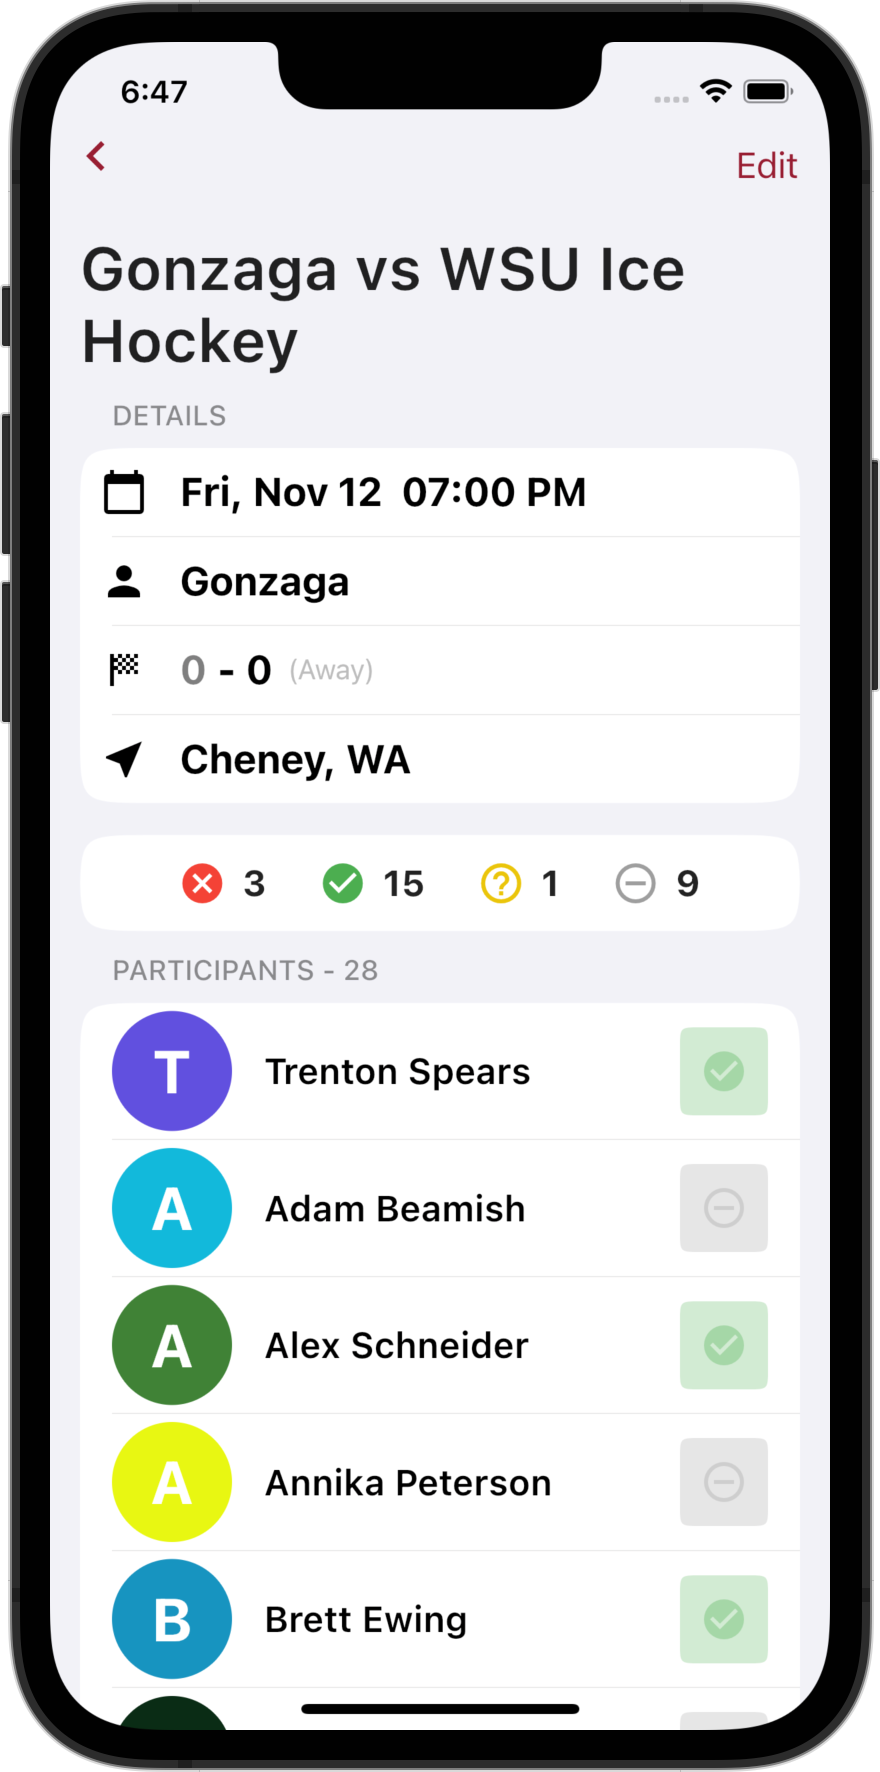 6:47
Edit
Gonzaga vs WSU Ice
Hockey
DETAILS
Fri, Nov 12 07:00 PM
Gonzaga
0 - 0 (Away)
Cheney, WA
3 15 ? 1 9
PARTICIPANTS - 28
T Trenton Spears
A Adam Beamish
A Alex Schneider
A Annika Peterson
B Brett Ewing